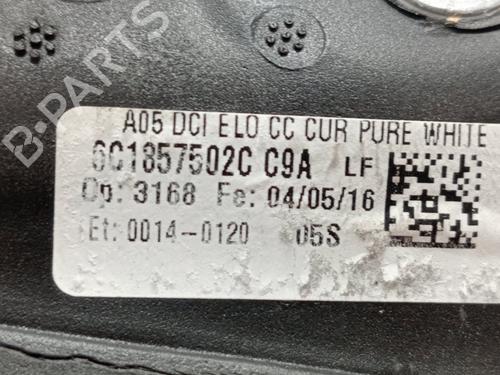 B-PARTS
A05 DCI ELO CC CUR PURE WHITE
6C1857502C C9A LF
Op: 3168 Fe: 04/05/16
Et: 0014-0120 05S